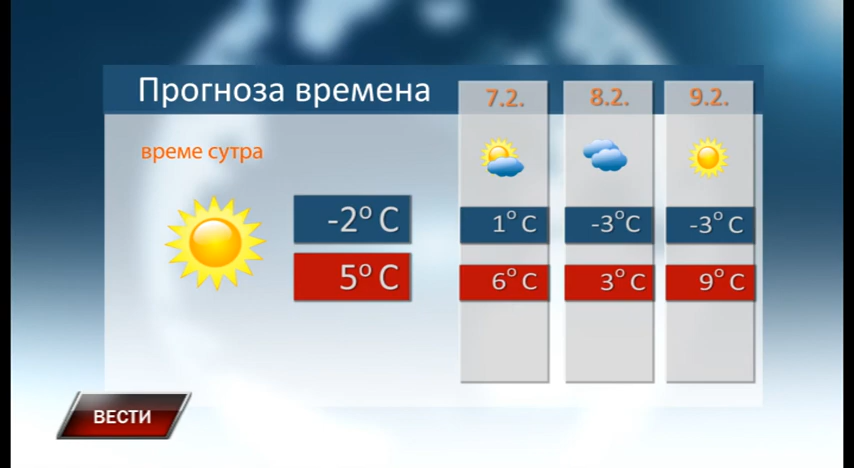 Прогноза времена
време сутра
-2° C
5° C
7.2.
1° C
6° C
8.2.
-3°C
3° C
9.2.
-3° C
9° C
ВЕСТИ